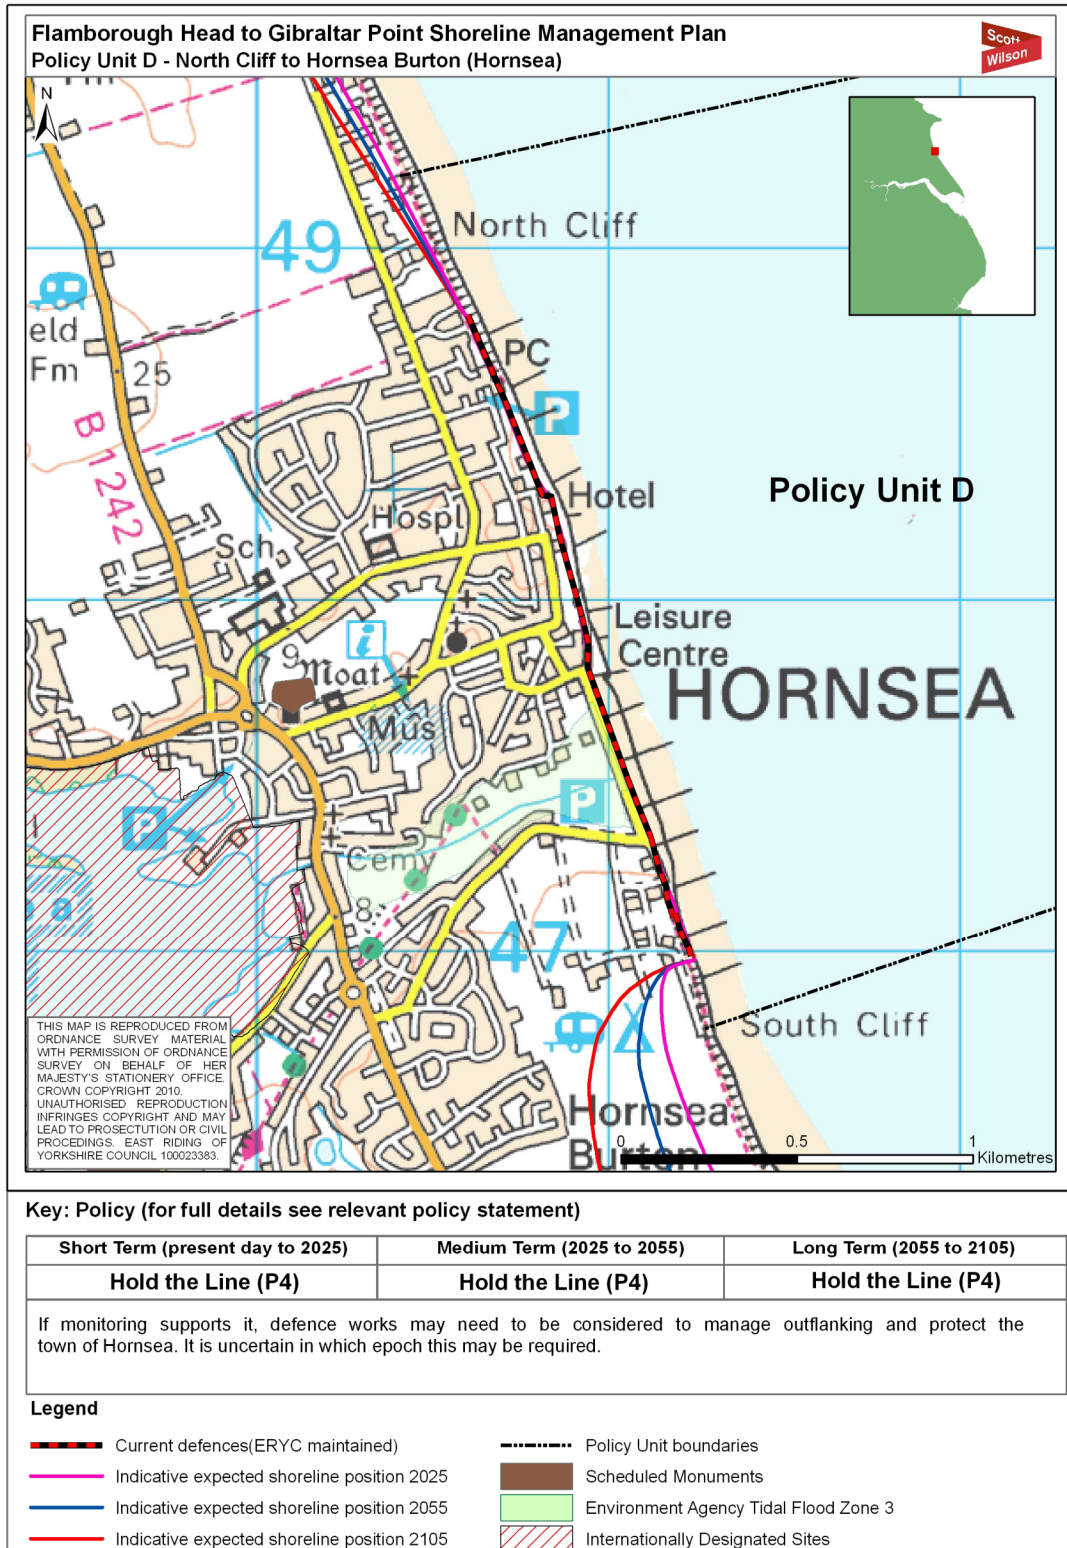 Flamborough Head to Gibraltar Point Shoreline Management Plan
Policy Unit D - North Cliff to Hornsea Burton (Hornsea)
Scott
Wilson
Fm
N
North Cliff
49
eld
Fm
25
PC
P
B 1242
Policy Unit D
Hotel
Hospl
Sch
Leisure
Centre
i
9
Moat
HORNSEA
Mus
P
P
Cemy
8
a
47
South Cliff
Hornsea
Burton
0 0.5 1
Kilometres
THIS MAP IS REPRODUCED FROM
ORDNANCE SURVEY MATERIAL
WITH PERMISSION OF ORDNANCE
SURVEY ON BEHALF OF HER
MAJESTY'S STATIONERY OFFICE.
CROWN COPYRIGHT 2010.
UNAUTHORISED REPRODUCTION
INFRINGES COPYRIGHT AND MAY
LEAD TO PROSECTUTION OR CIVIL
PROCEDINGS. EAST RIDING OF
YORKSHIRE COUNCIL 100023383.
Key: Policy (for full details see relevant policy statement)
Short Term (present day to 2025) Medium Term (2025 to 2055) Long Term (2055 to 2105)
Hold the Line (P4) Hold the Line (P4) Hold the Line (P4)
If monitoring supports it, defence works may need to be considered to manage outflanking and protect the
town of Hornsea. It is uncertain in which epoch this may be required.
Legend
Current defences(ERYC maintained)
Indicative expected shoreline position 2025
Indicative expected shoreline position 2055
Indicative expected shoreline position 2105
Policy Unit boundaries
Scheduled Monuments
Environment Agency Tidal Flood Zone 3
Internationally Designated Sites